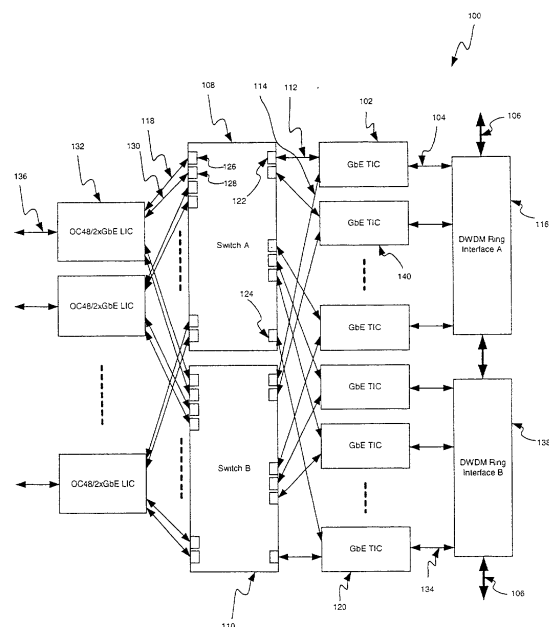 100
108
114
112
102
118
104
106
132
130
126
GbE TIC
136
128
122
116
OC48/2xGbE LIC
GbE TIC
DWDM Ring
Interface A
Switch A
140
OC48/2xGbE LIC
124
GbE TIC
GbE TIC
138
Switch B
GbE TIC
DWDM Ring
Interface B
OC48/2xGbE LIC
GbE TIC
134
120
106
110